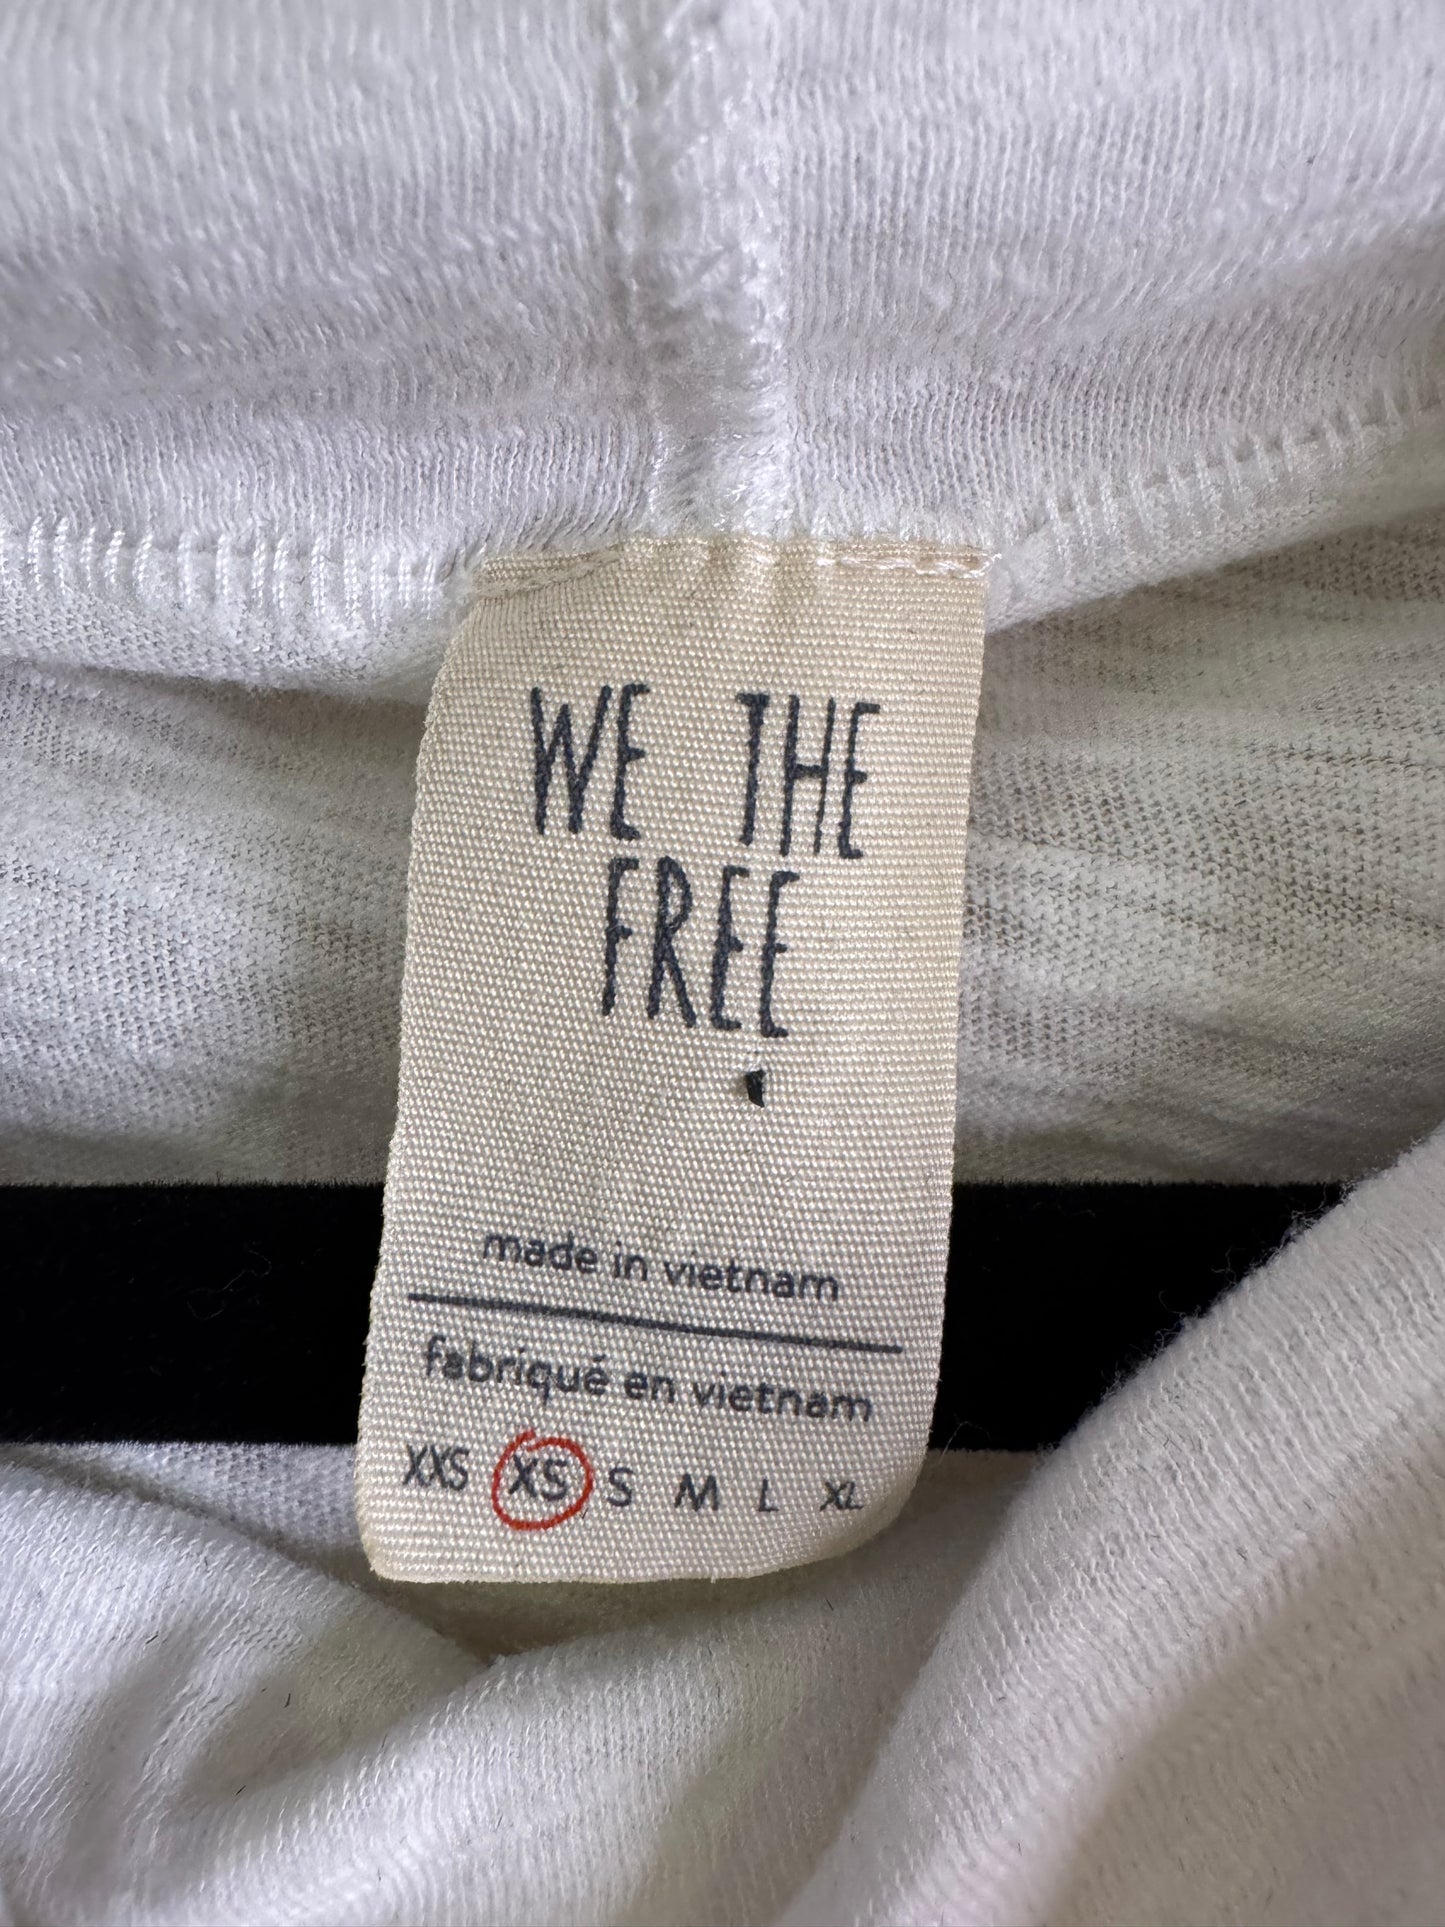 WE THE
FREE
made in vietnam
fabriqué en vietnam
XXS XS S M L XL